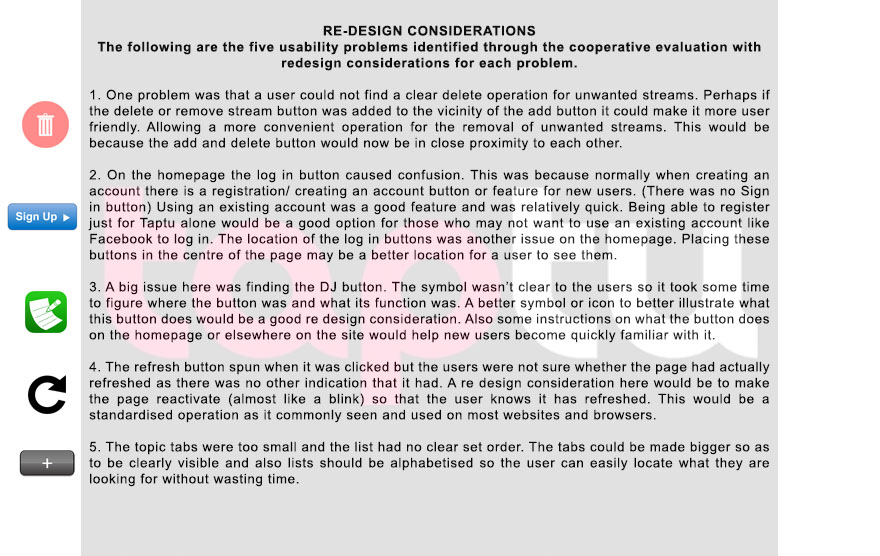 RE-DESIGN CONSIDERATIONS
The following are the five usability problems identified through the cooperative evaluation with
redesign considerations for each problem.
1. One problem was that a user could not find a clear delete operation for unwanted streams. Perhaps if
the delete or remove stream button was added to the vicinity of the add button it could make it more user
friendly. Allowing a more convenient operation for the removal of unwanted streams. This would be
because the add and delete button would now be in close proximity to each other.
2. On the homepage the log in button caused confusion. This was because normally when creating an
account there is a registration/ creating an account button or feature for new users. (There was no Sign
in button) Using an existing account was a good feature and was relatively quick. Being able to register
Sign Up
just for Taptu alone would be a good option for those who may not want to use an existing account like
Facebook to log in. The location of the log in buttons was another issue on the homepage. Placing these
buttons in the centre of the page may be a better location for a user to see them.
taptu
3. A big issue here was finding the DJ button. The symbol wasn't clear to the users so it took some time
to figure where the button was and what its function was. A better symbol or icon to better illustrate what
this button does would be a good re design consideration. Also some instructions on what the button does
on the homepage or elsewhere on the site would help new users become quickly familiar with it.
4. The refresh button spun when it was clicked but the users were not sure whether the page had actually
refreshed as there was no other indication that it had. A re design consideration here would be to make
the page reactivate (almost like a blink) so that the user knows it has refreshed. This would be a
standardised operation as it commonly seen and used on most websites and browsers.
5. The topic tabs were too small and the list had no clear set order. The tabs could be made bigger so as
to be clearly visible and also lists should be alphabetised so the user can easily locate what they are
looking for without wasting time.